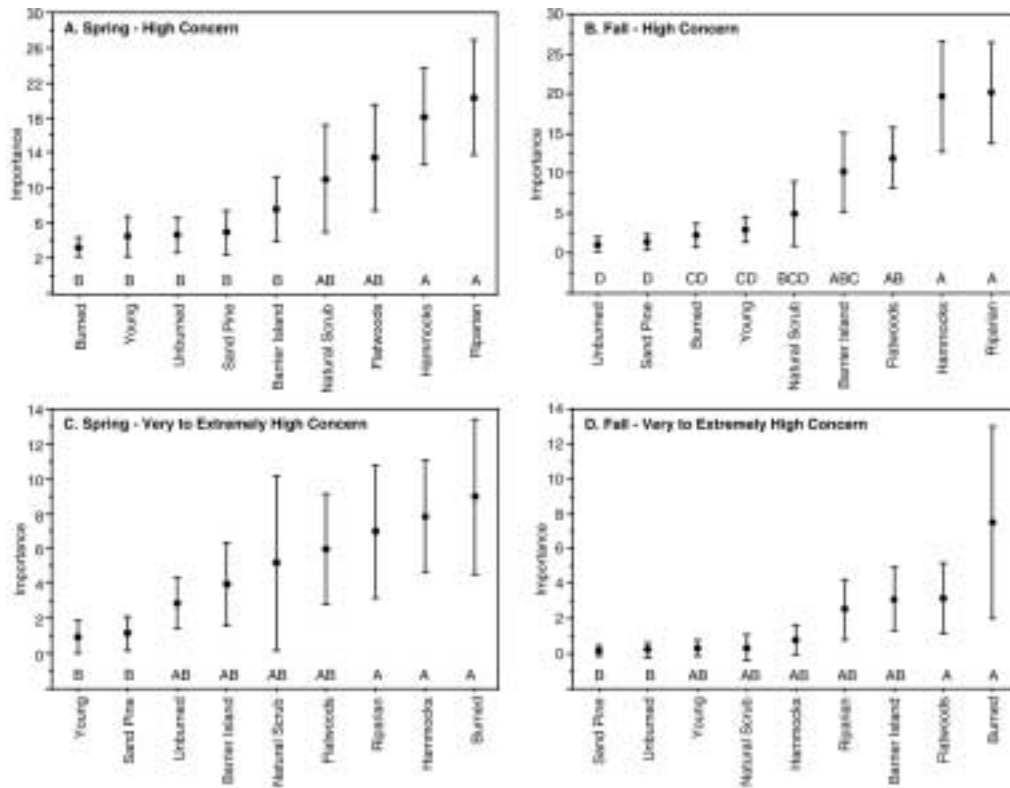 A. Spring - High Concern
30
26
22
18
14
10
6
2
Importance
B B B B B AB AB A A
Burned
Young
Unburned
Sand Pine
Barrier Island
Natural Scrub
Flatwoods
Hammocks
Riparian
B. Fall - High Concern
30
25
20
15
10
5
0
Importance
D D CD CD BCD ABC AB A A
Unburned
Sand Pine
Burned
Young
Natural Scrub
Barrier Island
Flatwoods
Hammocks
Riparian
C. Spring - Very to Extremely High Concern
14
12
10
8
6
4
2
0
Importance
B B AB AB AB AB A A A
Young
Sand Pine
Unburned
Barrier Island
Natural Scrub
Flatwoods
Riparian
Hammocks
Burned
D. Fall - Very to Extremely High Concern
14
12
10
8
6
4
2
0
Importance
B B AB AB AB AB AB A A
Sand Pine
Unburned
Young
Natural Scrub
Hammocks
Riparian
Barrier Island
Flatwoods
Burned